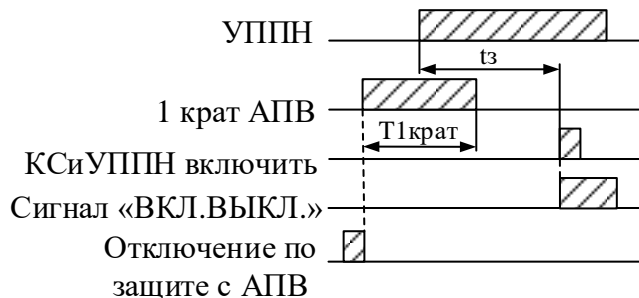 УППН
tз
1 крат АПВ
Т1крат
КСиУППН включить
Сигнал «ВКЛ.ВЫКЛ.»
Отключение по
защите с АПВ